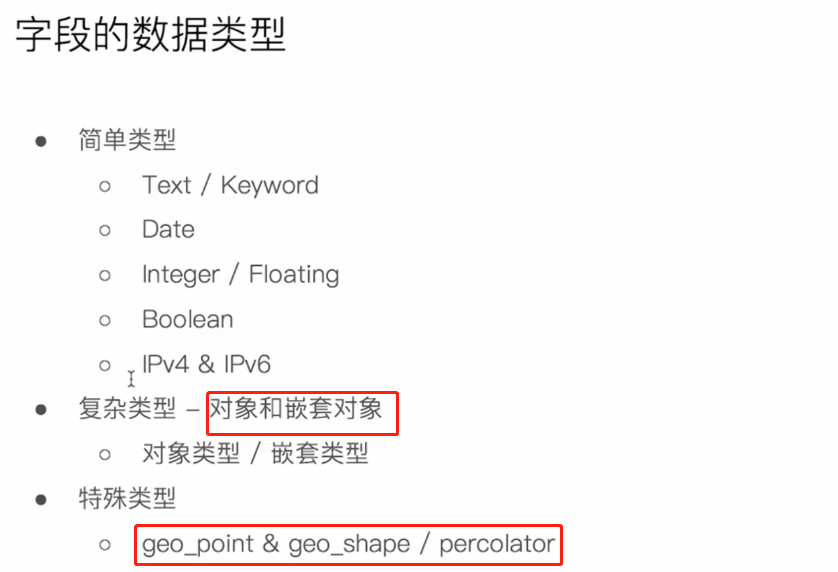 字段的数据类型
简单类型
Text / Keyword
Date
Integer / Floating
Boolean
IPv4 & IPv6
复杂类型 – 对象和嵌套对象
对象类型 / 嵌套类型
特殊类型
geo_point & geo_shape / percolator